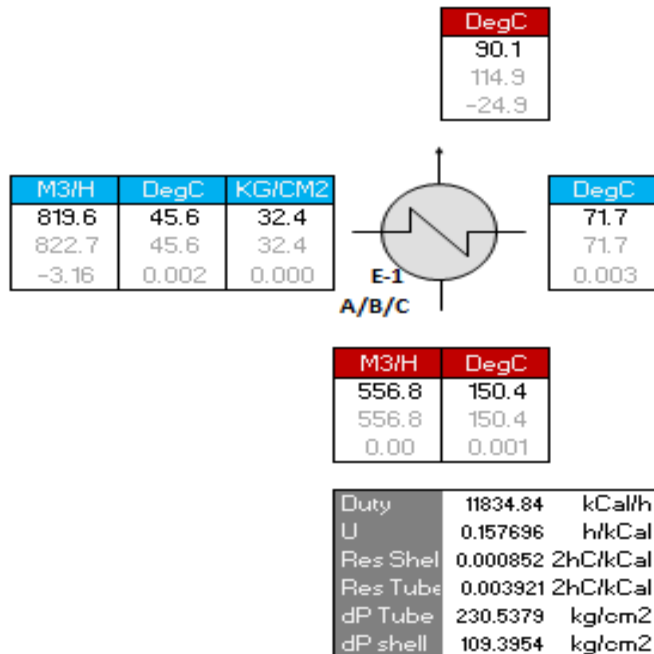 DegC
90.1
114.9
-24.9
M3/H DegC KG/CM2
819.6 45.6 32.4
822.7 45.6 32.4
-3.16 0.002 0.000
DegC
71.7
71.7
0.003
E-1
A/B/C
M3/H DegC
556.8 150.4
556.8 150.4
0.00 0.001
Duty 11834.84 kCal/h
U 0.157696 h/kCal
Res Shel 0.000852 2hC/kCal
Res Tube 0.003921 2hC/kCal
dP Tube 230.5379 kg/cm2
dP shell 109.3954 kg/cm2